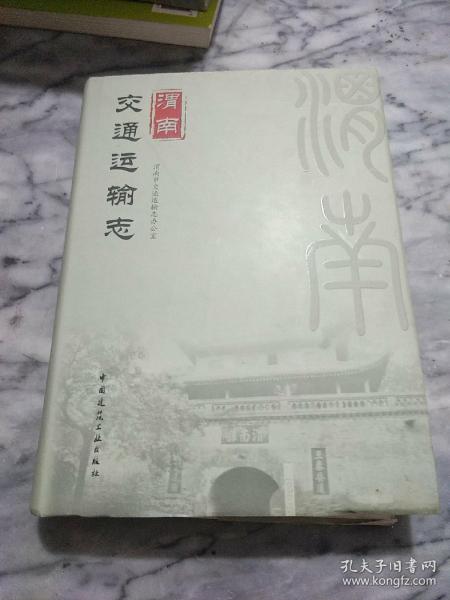 渭南
交通运输志
渭南市交通运输志办公室
中国建筑工业出版社
渭南
孔夫子旧书网
www.kongfz.com